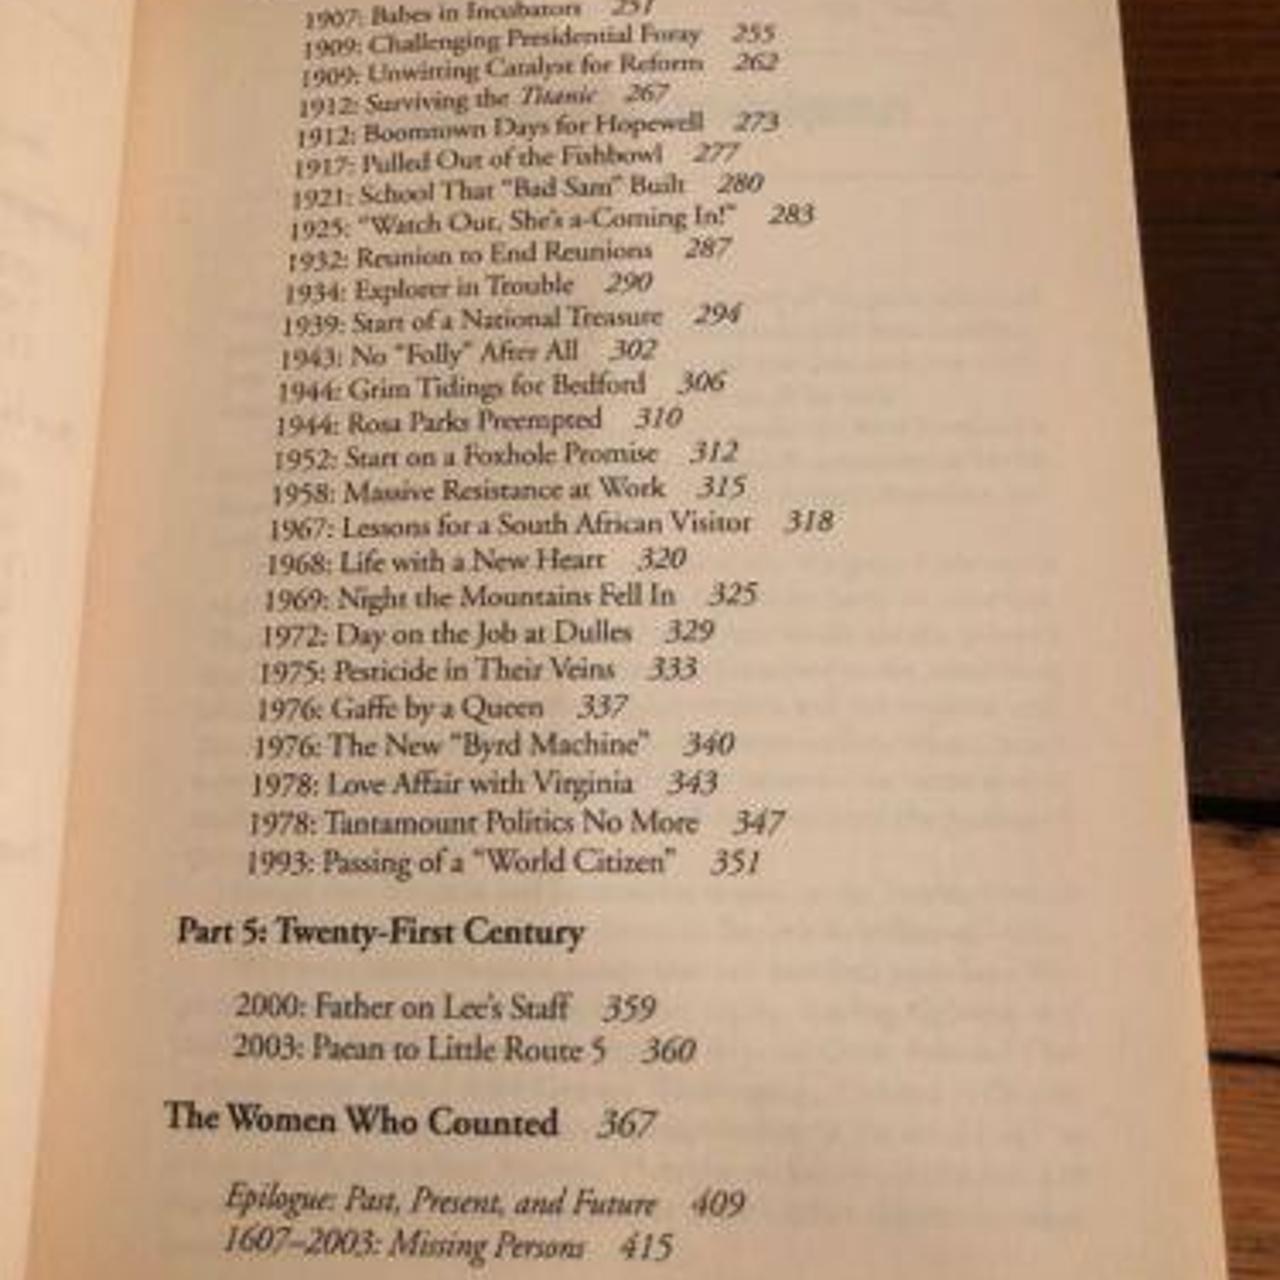 1907: Babes in Incubators 251
1909: Challenging Presidential Foray 255
1909: Unwitting Catalyst for Reform 262
1912: Surviving the Titanic 267
1912: Boomtown Days for Hopewell 273
1917: Pulled Out of the Fishbowl 277
1921: School That "Bad Sam" Built 280
1925: "Watch Out, She's a-Coming In!" 283
1932: Reunion to End Reunions 287
1934: Explorer in Trouble 290
1939: Start of a National Treasure 294
1943: No "Folly" After All 302
1944: Grim Tidings for Bedford 306
1944: Rosa Parks Preempted 310
1952: Start on a Foxhole Promise 312
1958: Massive Resistance at Work 315
1967: Lessons for a South African Visitor 318
1968: Life with a New Heart 320
1969: Night the Mountains Fell In 325
1972: Day on the Job at Dulles 329
1975: Pesticide in Their Veins 333
1976: Gaffe by a Queen 337
1976: The New "Byrd Machine" 340
1978: Love Affair with Virginia 343
1978: Tantamount Politics No More 347
1993: Passing of a "World Citizen" 351
Part 5: Twenty-First Century
2000: Father on Lee's Staff 359
2003: Paean to Little Route 5 360
The Women Who Counted 367
Epilogue: Past, Present, and Future 409
1607–2003: Missing Persons 415